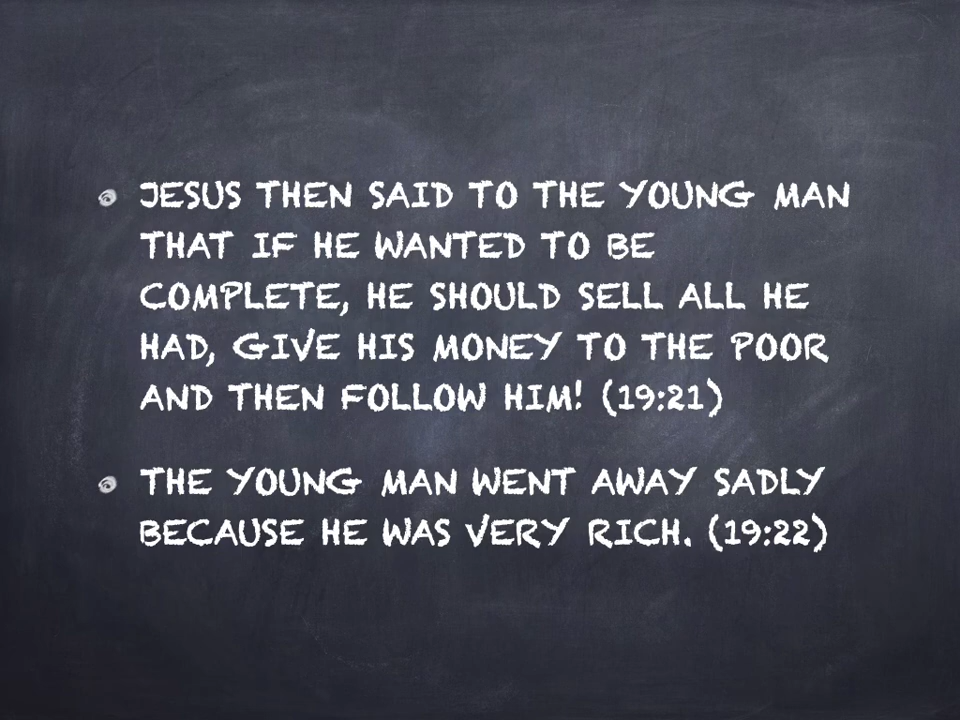 JESUS THEN SAID TO THE YOUNG MAN
THAT IF HE WANTED TO BE
COMPLETE, HE SHOULD SELL ALL HE
HAD, GIVE HIS MONEY TO THE POOR
AND THEN FOLLOW HIM! (19:21)
THE YOUNG MAN WENT AWAY SADLY
BECAUSE HE WAS VERY RICH. (19:22)